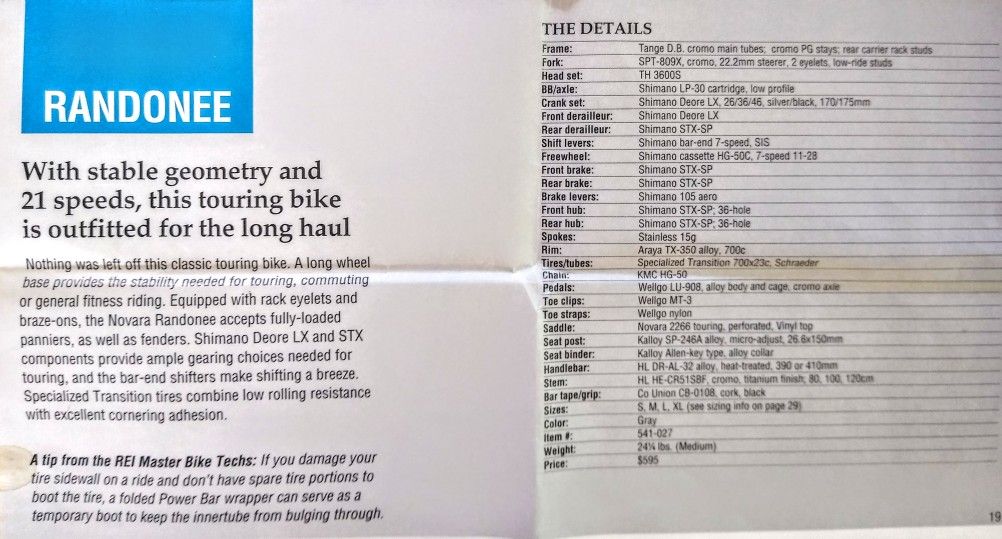 RANDONEE
With stable geometry and
21 speeds, this touring bike
is outfitted for the long haul
Nothing was left off this classic touring bike. A long wheel
base provides the stability needed for touring, commuting
or general fitness riding. Equipped with rack eyelets and
braze-ons, the Novara Randonee accepts fully-loaded
panniers, as well as fenders. Shimano Deore LX and STX
components provide ample gearing choices needed for
touring, and the bar-end shifters make shifting a breeze.
Specialized Transition tires combine low rolling resistance
with excellent cornering adhesion.
A tip from the REI Master Bike Techs: If you damage your
tire sidewall on a ride and don't have spare tire portions to
boot the tire, a folded Power Bar wrapper can serve as a
temporary boot to keep the innertube from bulging through.
THE DETAILS
Frame: Tange D.B. cromo main tubes; cromo PG stays; rear carrier rack studs
Fork: SPT-809X, cromo, 22.2mm steerer, 2 eyelets, low-ride studs
Head set: TH 3600S
BB/axle: Shimano LP-30 cartridge, low profile
Crank set: Shimano Deore LX, 26/36/46, silver/black, 170/175mm
Front derailleur: Shimano Deore LX
Rear derailleur: Shimano STX-SP
Shift levers: Shimano bar-end 7-speed, SIS
Freewheel: Shimano cassette HG-50C, 7-speed 11-28
Front brake: Shimano STX-SP
Rear brake: Shimano STX-SP
Brake levers: Shimano 105 aero
Front hub: Shimano STX-SP; 36-hole
Rear hub: Shimano STX-SP; 36-hole
Spokes: Stainless 15g
Rim: Araya TX-350 alloy, 700c
Tires/tubes: Specialized Transition 700x23c, Schraeder
Chain: KMC HG-50
Pedals: Wellgo LU-908, alloy body and cage, cromo axle
Toe clips: Wellgo MT-3
Toe straps: Wellgo nylon
Saddle: Novara 2266 touring, perforated, Vinyl top
Seat post: Kalloy SP-246A alloy, micro-adjust, 26.6x150mm
Seat binder: Kalloy Allen-key type, alloy collar
Handlebar: HL DR-AL-32 alloy, heat-treated, 390 or 410mm
Stem: HL HE-CR51SBF, cromo, titanium finish; 80, 100, 120cm
Bar tape/grip: Co Union CB-0108, cork, black
Sizes: S, M, L, XL (see sizing info on page 29)
Color: Gray
Item #: 541-027
Weight: 24¼ lbs. (Medium)
Price: $595
19